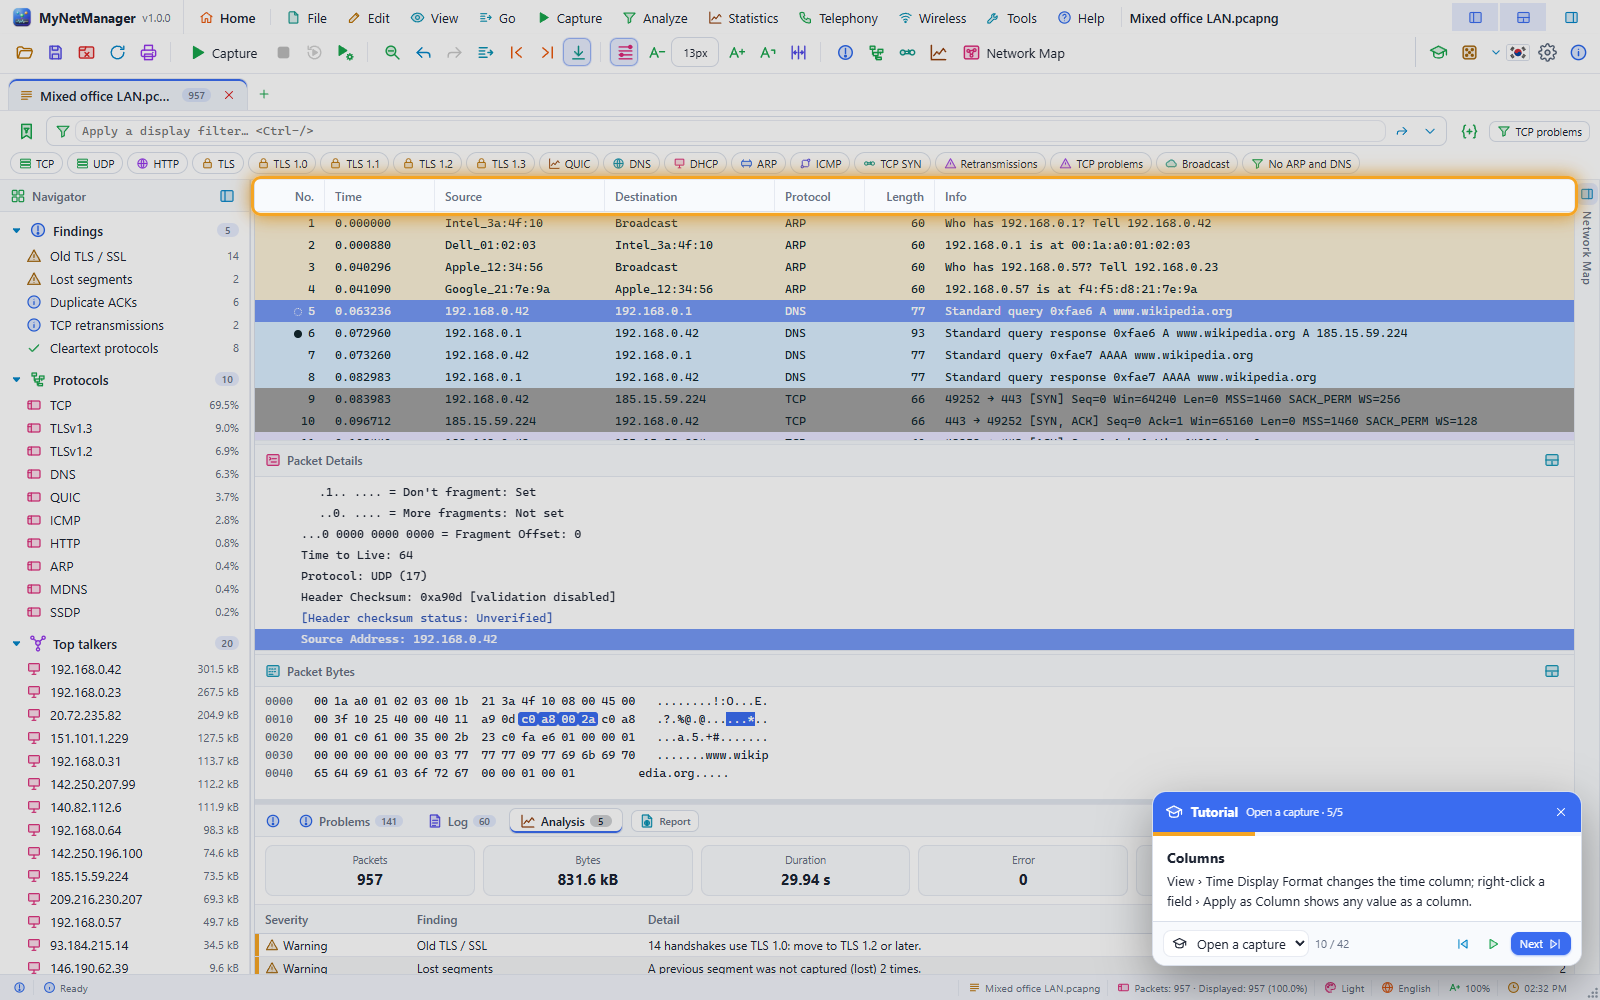 MyNetManager v1.0.0 Home File Edit View Go Capture Analyze Statistics Telephony Wireless Tools Help Mixed office LAN.pcapng
Capture 13px Network Map
Mixed office LAN.pc... 957
Apply a display filter… <Ctrl-/> TCP problems
TCP UDP HTTP TLS TLS 1.0 TLS 1.1 TLS 1.2 TLS 1.3 QUIC DNS DHCP ARP ICMP TCP SYN Retransmissions TCP problems Broadcast No ARP and DNS
Navigator
Findings 5
Old TLS / SSL 14
Lost segments 2
Duplicate ACKs 6
TCP retransmissions 2
Cleartext protocols 8
Protocols 10
TCP 69.5%
TLSv1.3 9.0%
TLSv1.2 6.9%
DNS 6.3%
QUIC 3.7%
ICMP 2.8%
HTTP 0.8%
ARP 0.4%
MDNS 0.4%
SSDP 0.2%
Top talkers 20
192.168.0.42 301.5 kB
192.168.0.23 267.5 kB
20.72.235.82 204.9 kB
151.101.1.229 127.5 kB
192.168.0.31 113.7 kB
142.250.207.99 112.2 kB
140.82.112.6 111.9 kB
192.168.0.64 98.3 kB
142.250.196.100 74.6 kB
185.15.59.224 73.5 kB
209.216.230.207 69.3 kB
192.168.0.57 49.7 kB
93.184.215.14 34.5 kB
146.190.62.39 9.6 kB
No. Time Source Destination Protocol Length Info
1 0.000000 Intel_3a:4f:10 Broadcast ARP 60 Who has 192.168.0.1? Tell 192.168.0.42
2 0.000880 Dell_01:02:03 Intel_3a:4f:10 ARP 60 192.168.0.1 is at 00:1a:a0:01:02:03
3 0.040296 Apple_12:34:56 Broadcast ARP 60 Who has 192.168.0.57? Tell 192.168.0.23
4 0.041090 Google_21:7e:9a Apple_12:34:56 ARP 60 192.168.0.57 is at f4:f5:d8:21:7e:9a
5 0.063236 192.168.0.42 192.168.0.1 DNS 77 Standard query 0xfae6 A www.wikipedia.org
6 0.072960 192.168.0.1 192.168.0.42 DNS 93 Standard query response 0xfae6 A www.wikipedia.org A 185.15.59.224
7 0.073260 192.168.0.42 192.168.0.1 DNS 77 Standard query 0xfae7 AAAA www.wikipedia.org
8 0.082983 192.168.0.1 192.168.0.42 DNS 77 Standard query response 0xfae7 AAAA www.wikipedia.org
9 0.083983 192.168.0.42 185.15.59.224 TCP 66 49252 → 443 [SYN] Seq=0 Win=64240 Len=0 MSS=1460 SACK_PERM WS=256
10 0.096712 185.15.59.224 192.168.0.42 TCP 66 443 → 49252 [SYN, ACK] Seq=0 Ack=1 Win=65160 Len=0 MSS=1460 SACK_PERM WS=128
Network Map
Packet Details
.1.. .... = Don't fragment: Set
..0. .... = More fragments: Not set
...0 0000 0000 0000 = Fragment Offset: 0
Time to Live: 64
Protocol: UDP (17)
Header Checksum: 0xa90d [validation disabled]
[Header checksum status: Unverified]
Source Address: 192.168.0.42
Packet Bytes
0000 00 1a a0 01 02 03 00 1b 21 3a 4f 10 08 00 45 00 ........!:O...E.
0010 00 3f 10 25 40 00 40 11 a9 0d c0 a8 00 2a c0 a8 .?.%@.@......*..
0020 00 01 c0 61 00 35 00 2b 23 c0 fa e6 01 00 00 01 ...a.5.+#.......
0030 00 00 00 00 00 00 03 77 77 77 09 77 69 6b 69 70 .......www.wikip
0040 65 64 69 61 03 6f 72 67 00 00 01 00 01 edia.org.....
Problems 141 Log 60 Analysis 5 Report
Packets 957
Bytes 831.6 kB
Duration 29.94 s
Error 0
Severity Finding Detail
Warning Old TLS / SSL 14 handshakes use TLS 1.0: move to TLS 1.2 or later.
Warning Lost segments A previous segment was not captured (lost) 2 times. 2
Tutorial Open a capture · 5/5
Columns
View › Time Display Format changes the time column; right-click a
field › Apply as Column shows any value as a column.
Open a capture 10 / 42 Next
Ready Mixed office LAN.pcapng Packets: 957 · Displayed: 957 (100.0%) Light English 100% 02:32 PM